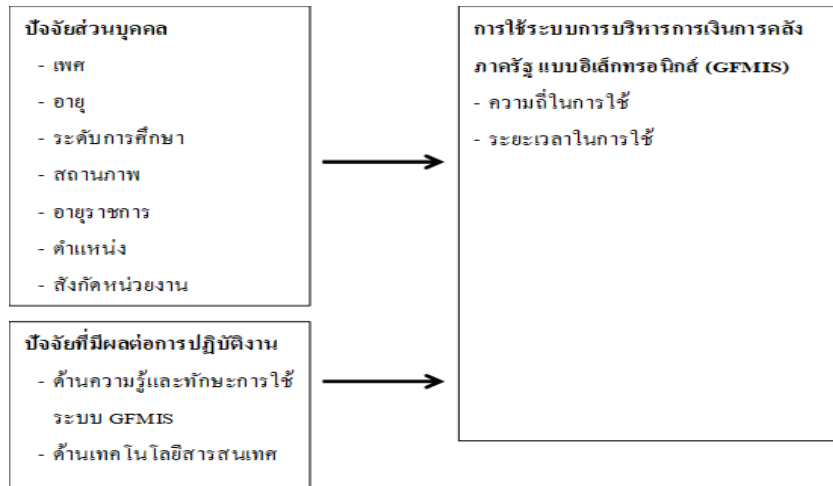 ปัจจัยส่วนบุคคล
- เพศ
- อายุ
- ระดับการศึกษา
- สถานภาพ
- อายุราชการ
- ตำแหน่ง
- สังกัดหน่วยงาน
ปัจจัยที่มีผลต่อการปฏิบัติงาน
- ด้านความรู้และทักษะการใช้
ระบบ GFMIS
- ด้านเทคโนโลยีสารสนเทศ
การใช้ระบบการบริหารการเงินการคลัง
ภาครัฐ แบบอิเล็กทรอนิกส์ (GFMIS)
- ความถี่ในการใช้
- ระยะเวลาในการใช้